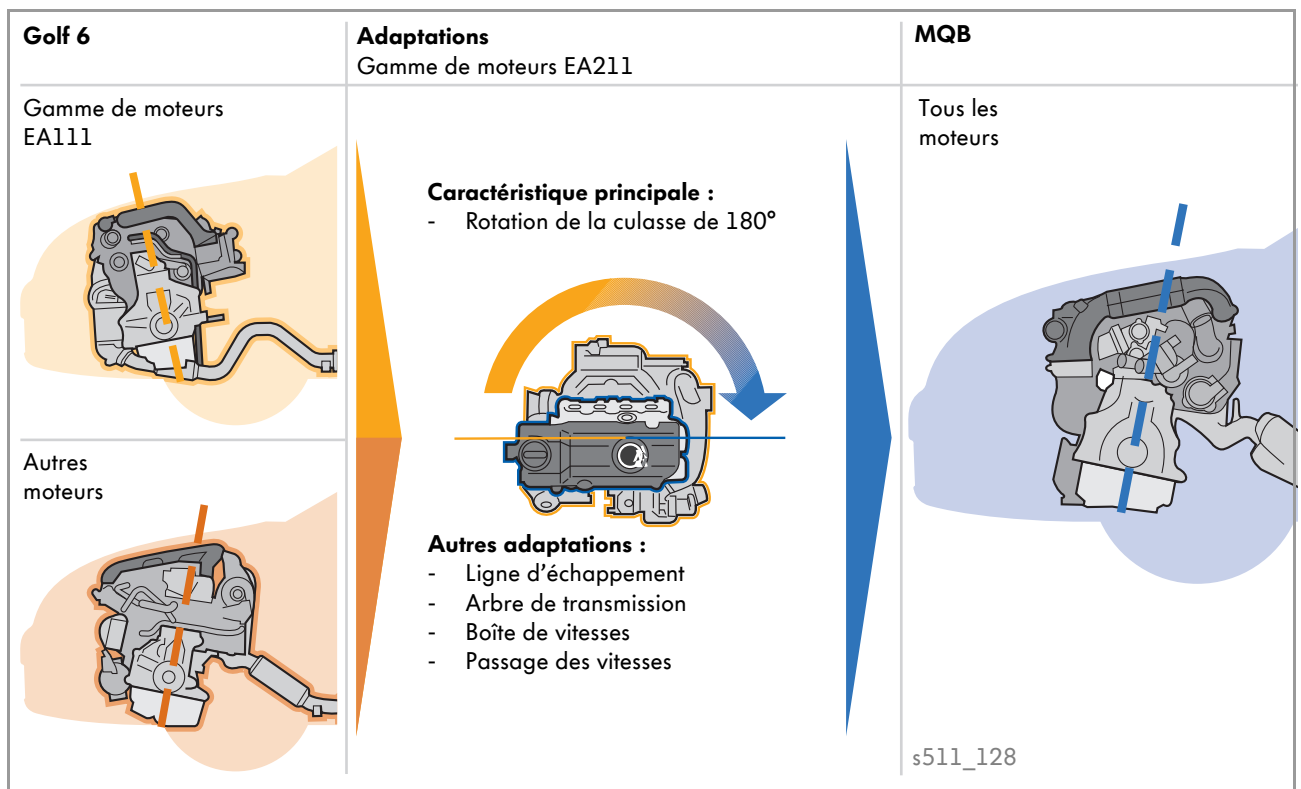 Golf 6
Adaptations
Gamme de moteurs EA211
MQB
Gamme de moteurs
EA111
Autres
moteurs
Caractéristique principale :
- Rotation de la culasse de 180°
Autres adaptations :
- Ligne d'échappement
- Arbre de transmission
- Boîte de vitesses
- Passage des vitesses
Tous les
moteurs
s511_128